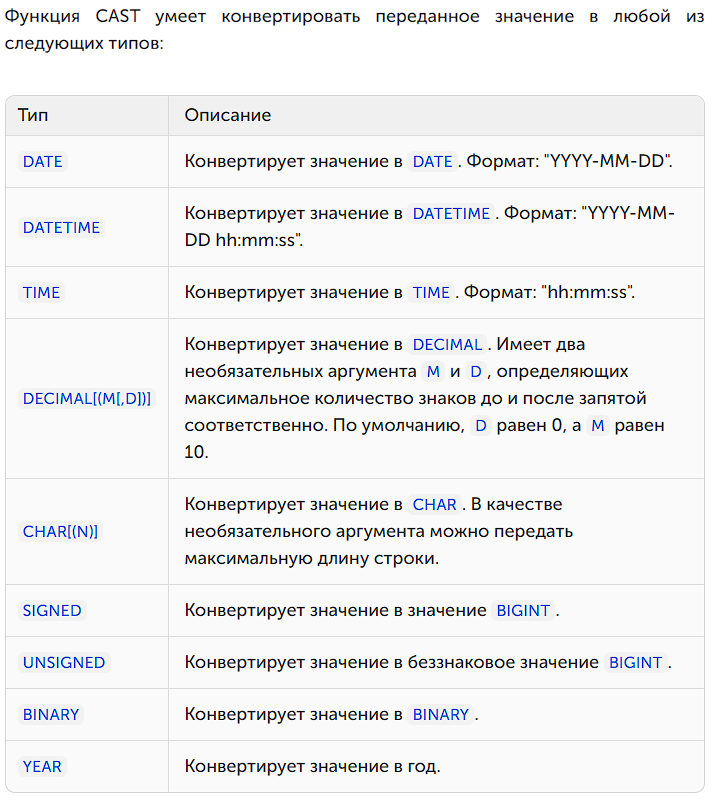 Функция CAST умеет конвертировать переданное значение в любой из
следующих типов:
Тип Описание
DATE Конвертирует значение в DATE . Формат: "YYYY-MM-DD".
DATETIME Конвертирует значение в DATETIME . Формат: "YYYY-MM-
DD hh:mm:ss".
TIME Конвертирует значение в TIME . Формат: "hh:mm:ss".
DECIMAL[(M[,D])] Конвертирует значение в DECIMAL . Имеет два
необязательных аргумента M и D , определяющих
максимальное количество знаков до и после запятой
соответственно. По умолчанию, D равен 0, а M равен
10.
CHAR[(N)] Конвертирует значение в CHAR . В качестве
необязательного аргумента можно передать
максимальную длину строки.
SIGNED Конвертирует значение в значение BIGINT .
UNSIGNED Конвертирует значение в беззнаковое значение BIGINT .
BINARY Конвертирует значение в BINARY .
YEAR Конвертирует значение в год.